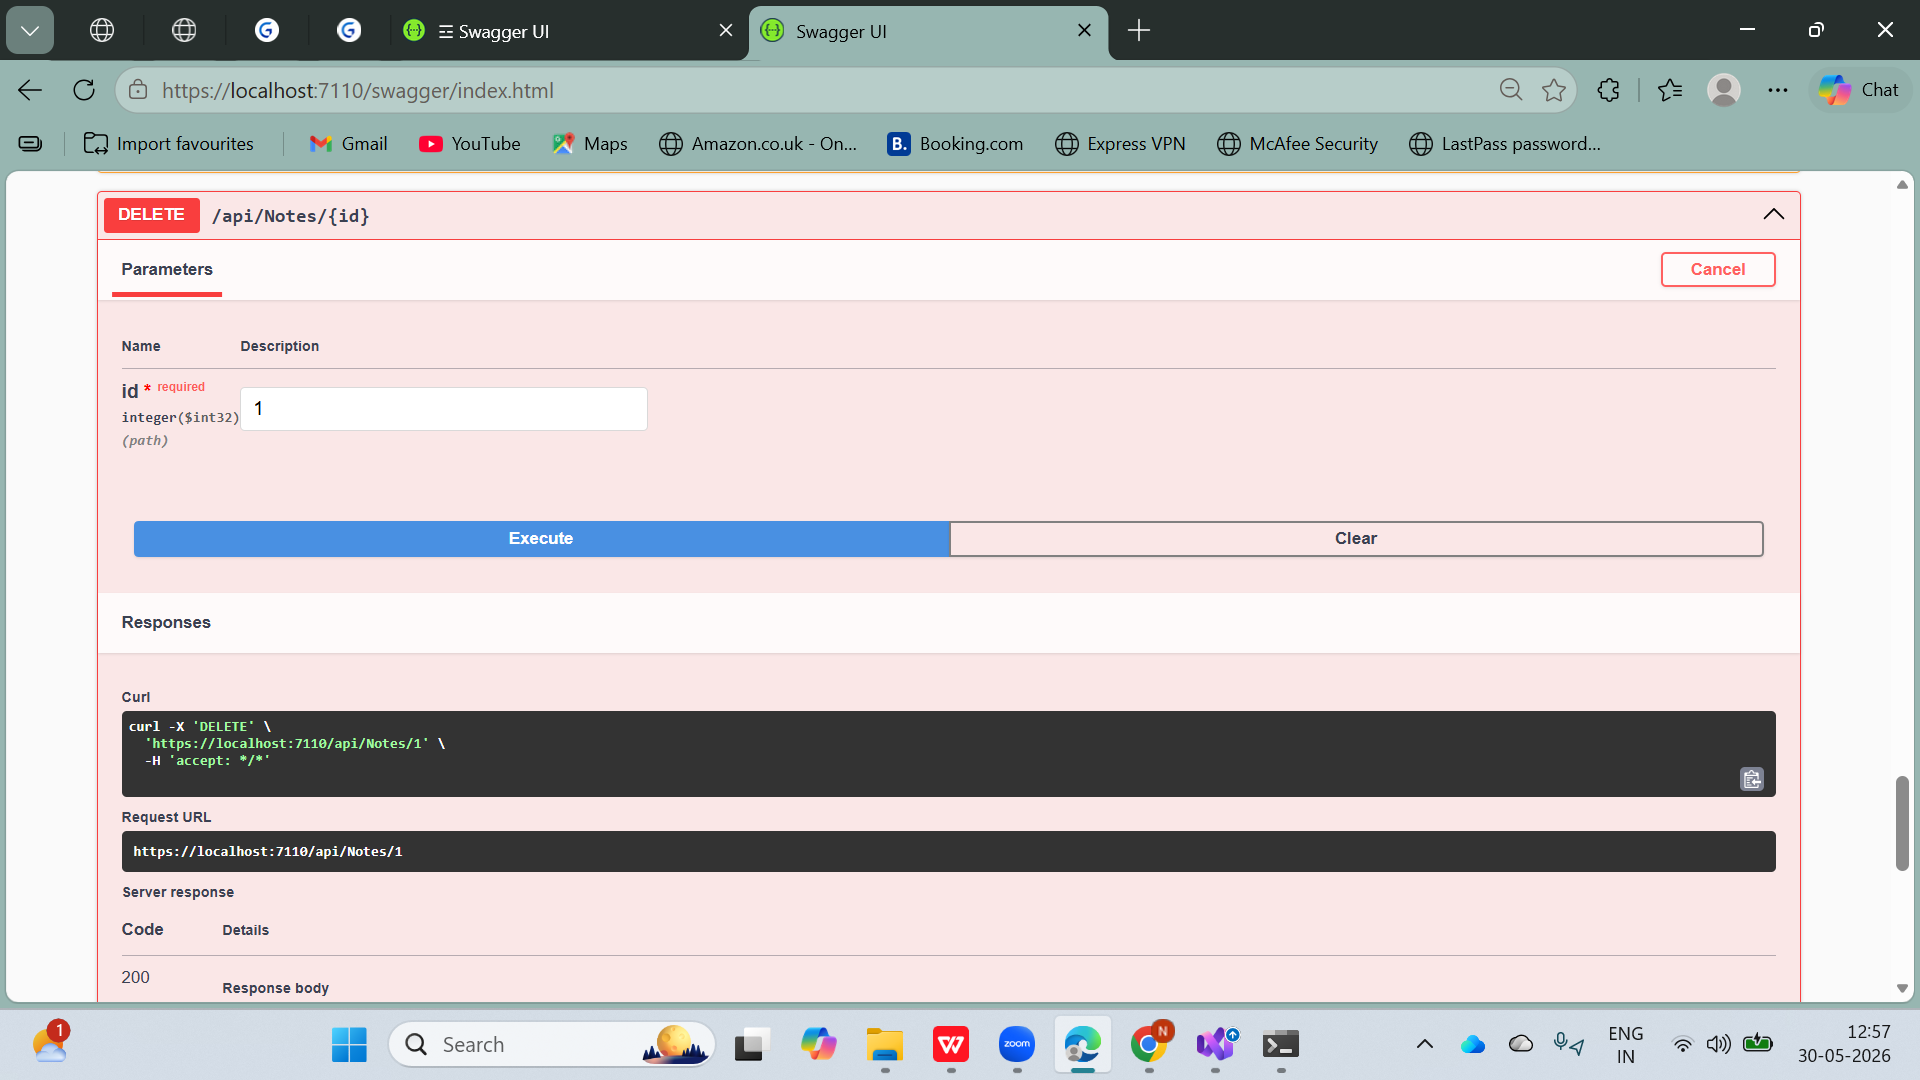 Swagger UI
Swagger UI
https://localhost:7110/swagger/index.html
Chat
Import favourites
Gmail
YouTube
Maps
Amazon.co.uk - On...
B. Booking.com
Express VPN
McAfee Security
LastPass password...
DELETE /api/Notes/{id}
Parameters
Cancel
Name Description
id * required
integer($int32)
(path)
1
Execute
Clear
Responses
Curl
curl -X 'DELETE' \
'https://localhost:7110/api/Notes/1' \
-H 'accept: */*'
Request URL
https://localhost:7110/api/Notes/1
Server response
Code Details
200
Response body
1
Search
zoom
N
ENG
IN
12:57
30-05-2026